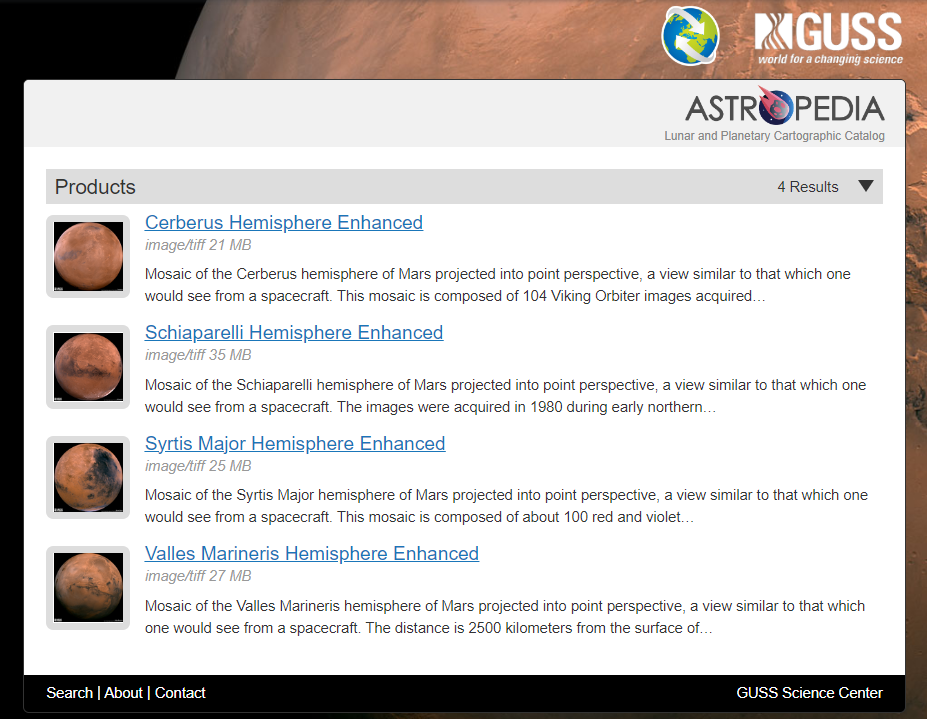 GUSS
world for a changing science
ASTROPEDIA
Lunar and Planetary Cartographic Catalog
Products
4 Results
Cerberus Hemisphere Enhanced
image/tiff 21 MB
Mosaic of the Cerberus hemisphere of Mars projected into point perspective, a view similar to that which one
would see from a spacecraft. This mosaic is composed of 104 Viking Orbiter images acquired…
Schiaparelli Hemisphere Enhanced
image/tiff 35 MB
Mosaic of the Schiaparelli hemisphere of Mars projected into point perspective, a view similar to that which one
would see from a spacecraft. The images were acquired in 1980 during early northern…
Syrtis Major Hemisphere Enhanced
image/tiff 25 MB
Mosaic of the Syrtis Major hemisphere of Mars projected into point perspective, a view similar to that which one
would see from a spacecraft. This mosaic is composed of about 100 red and violet…
Valles Marineris Hemisphere Enhanced
image/tiff 27 MB
Mosaic of the Valles Marineris hemisphere of Mars projected into point perspective, a view similar to that which
one would see from a spacecraft. The distance is 2500 kilometers from the surface of…
Search | About | Contact
GUSS Science Center